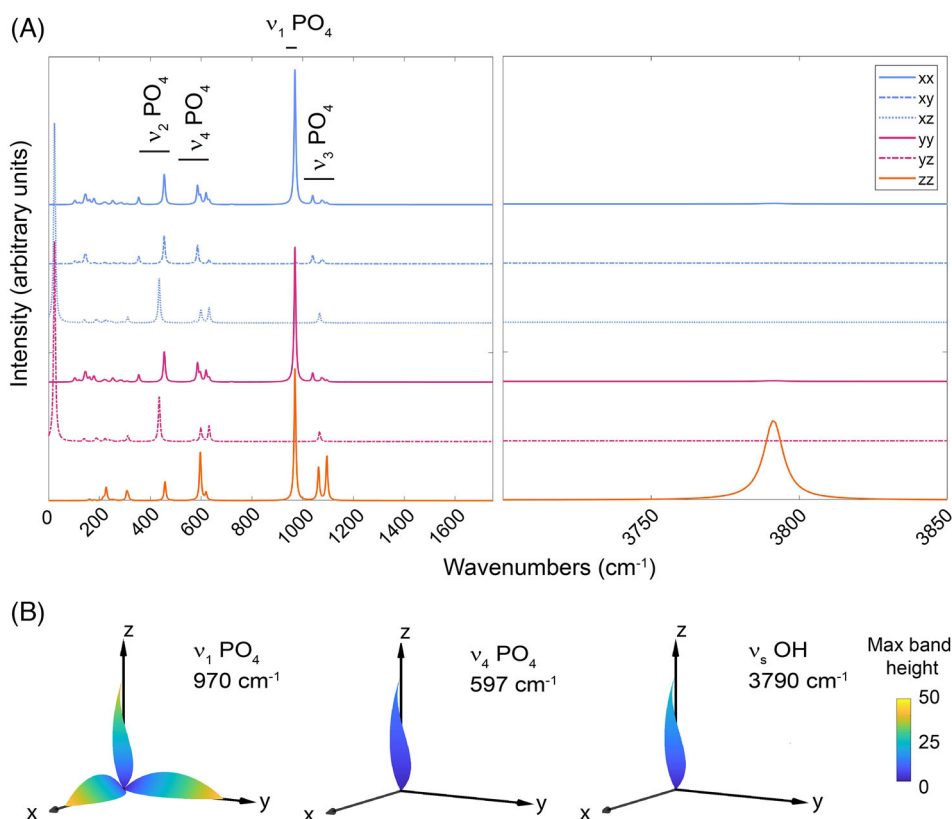 (A)
ν₁ PO₄
ν₂ PO₄
ν₄ PO₄
ν₃ PO₄
xx
xy
xz
yy
yz
zz
Intensity (arbitrary units)
0 200 400 600 800 1000 1200 1400 1600
3750 3800 3850
Wavenumbers (cm⁻¹)
(B)
z
x
y
ν₁ PO₄
970 cm⁻¹
z
x
y
ν₄ PO₄
597 cm⁻¹
z
x
y
νₛ OH
3790 cm⁻¹
Max band
height
50
25
0